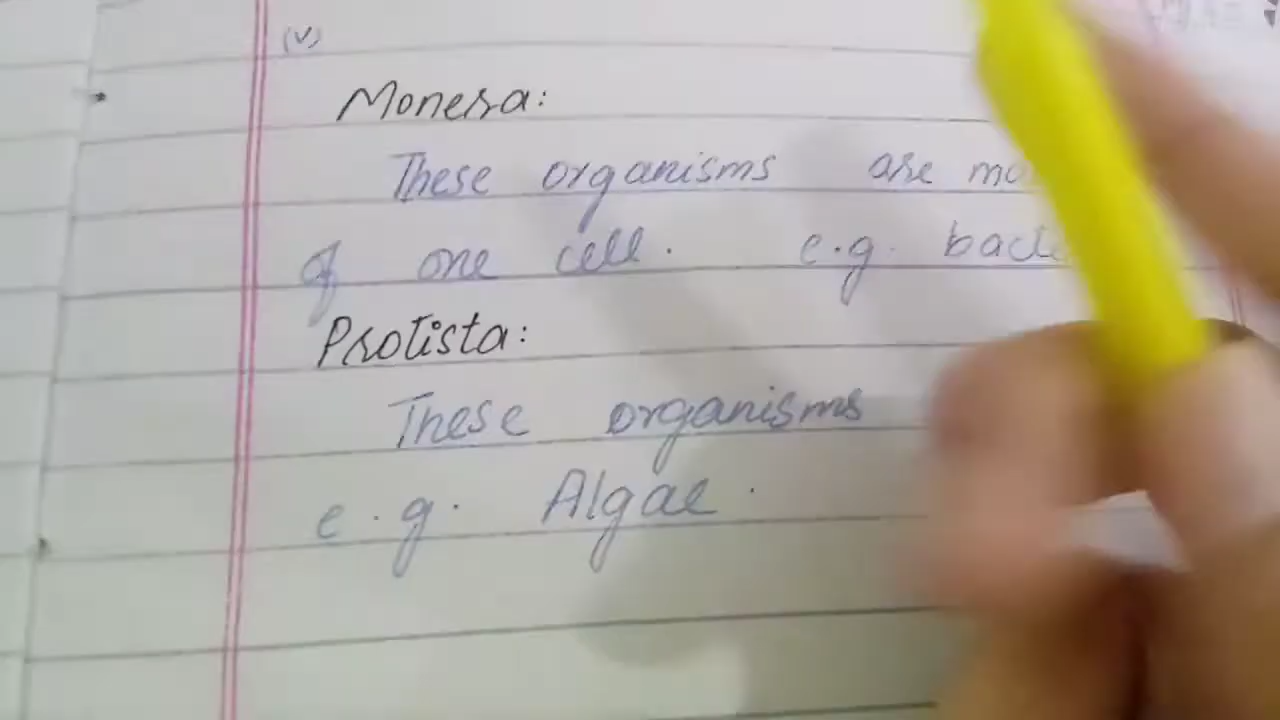 (v)
Monera:
These organisms are
of one cell. e.g.
Protista:
These organisms
e.g. Algae.